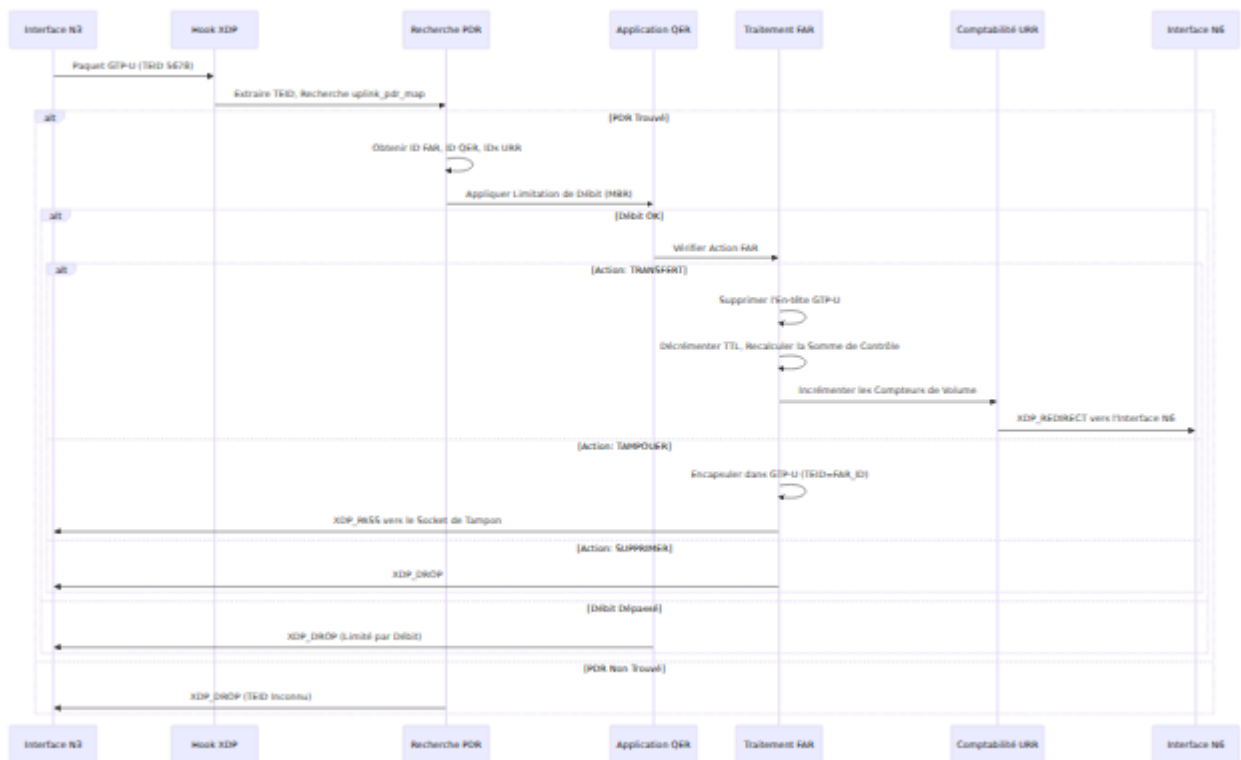 Interface N3 Hook XDP Recherche PDR Application QER Traitement FAR Comptabilité URR Interface N6
Paquet GTP-U (TEID 5678)
Extraire TEID, Recherche uplink_pdr_map
alt [PDR Trouvé]
Obtenir ID FAR, ID QER, IDs URR
Appliquer Limitation de Débit (MBR)
alt [Débit OK]
Vérifier Action FAR
alt [Action: TRANSFERT]
Supprimer l'En-tête GTP-U
Décrémenter TTL, Recalculer la Somme de Contrôle
Incrémenter les Compteurs de Volume
XDP_REDIRECT vers l'Interface N6
[Action: TAMPOUER]
Encapsuler dans GTP-U (TEID=FAR_ID)
XDP_PASS vers le Socket de Tampon
[Action: SUPPRIMER]
XDP_DROP
[Débit Dépassé]
XDP_DROP (Limité par Débit)
[PDR Non Trouvé]
XDP_DROP (TEID Inconnu)
Interface N3 Hook XDP Recherche PDR Application QER Traitement FAR Comptabilité URR Interface N6